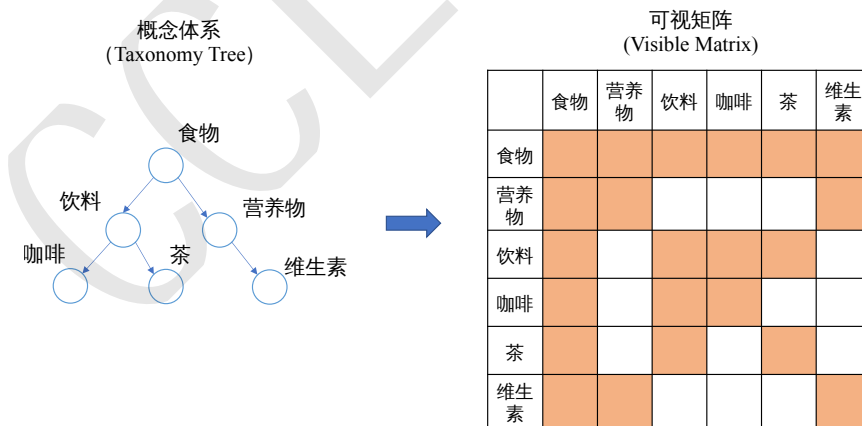 概念体系
（Taxonomy Tree）
食物
饮料
营养物
咖啡
茶
维生素
可视矩阵
(Visible Matrix)
食物 营养物 饮料 咖啡 茶 维生素
食物
营养
物
饮料
咖啡
茶
维生
素
CCL